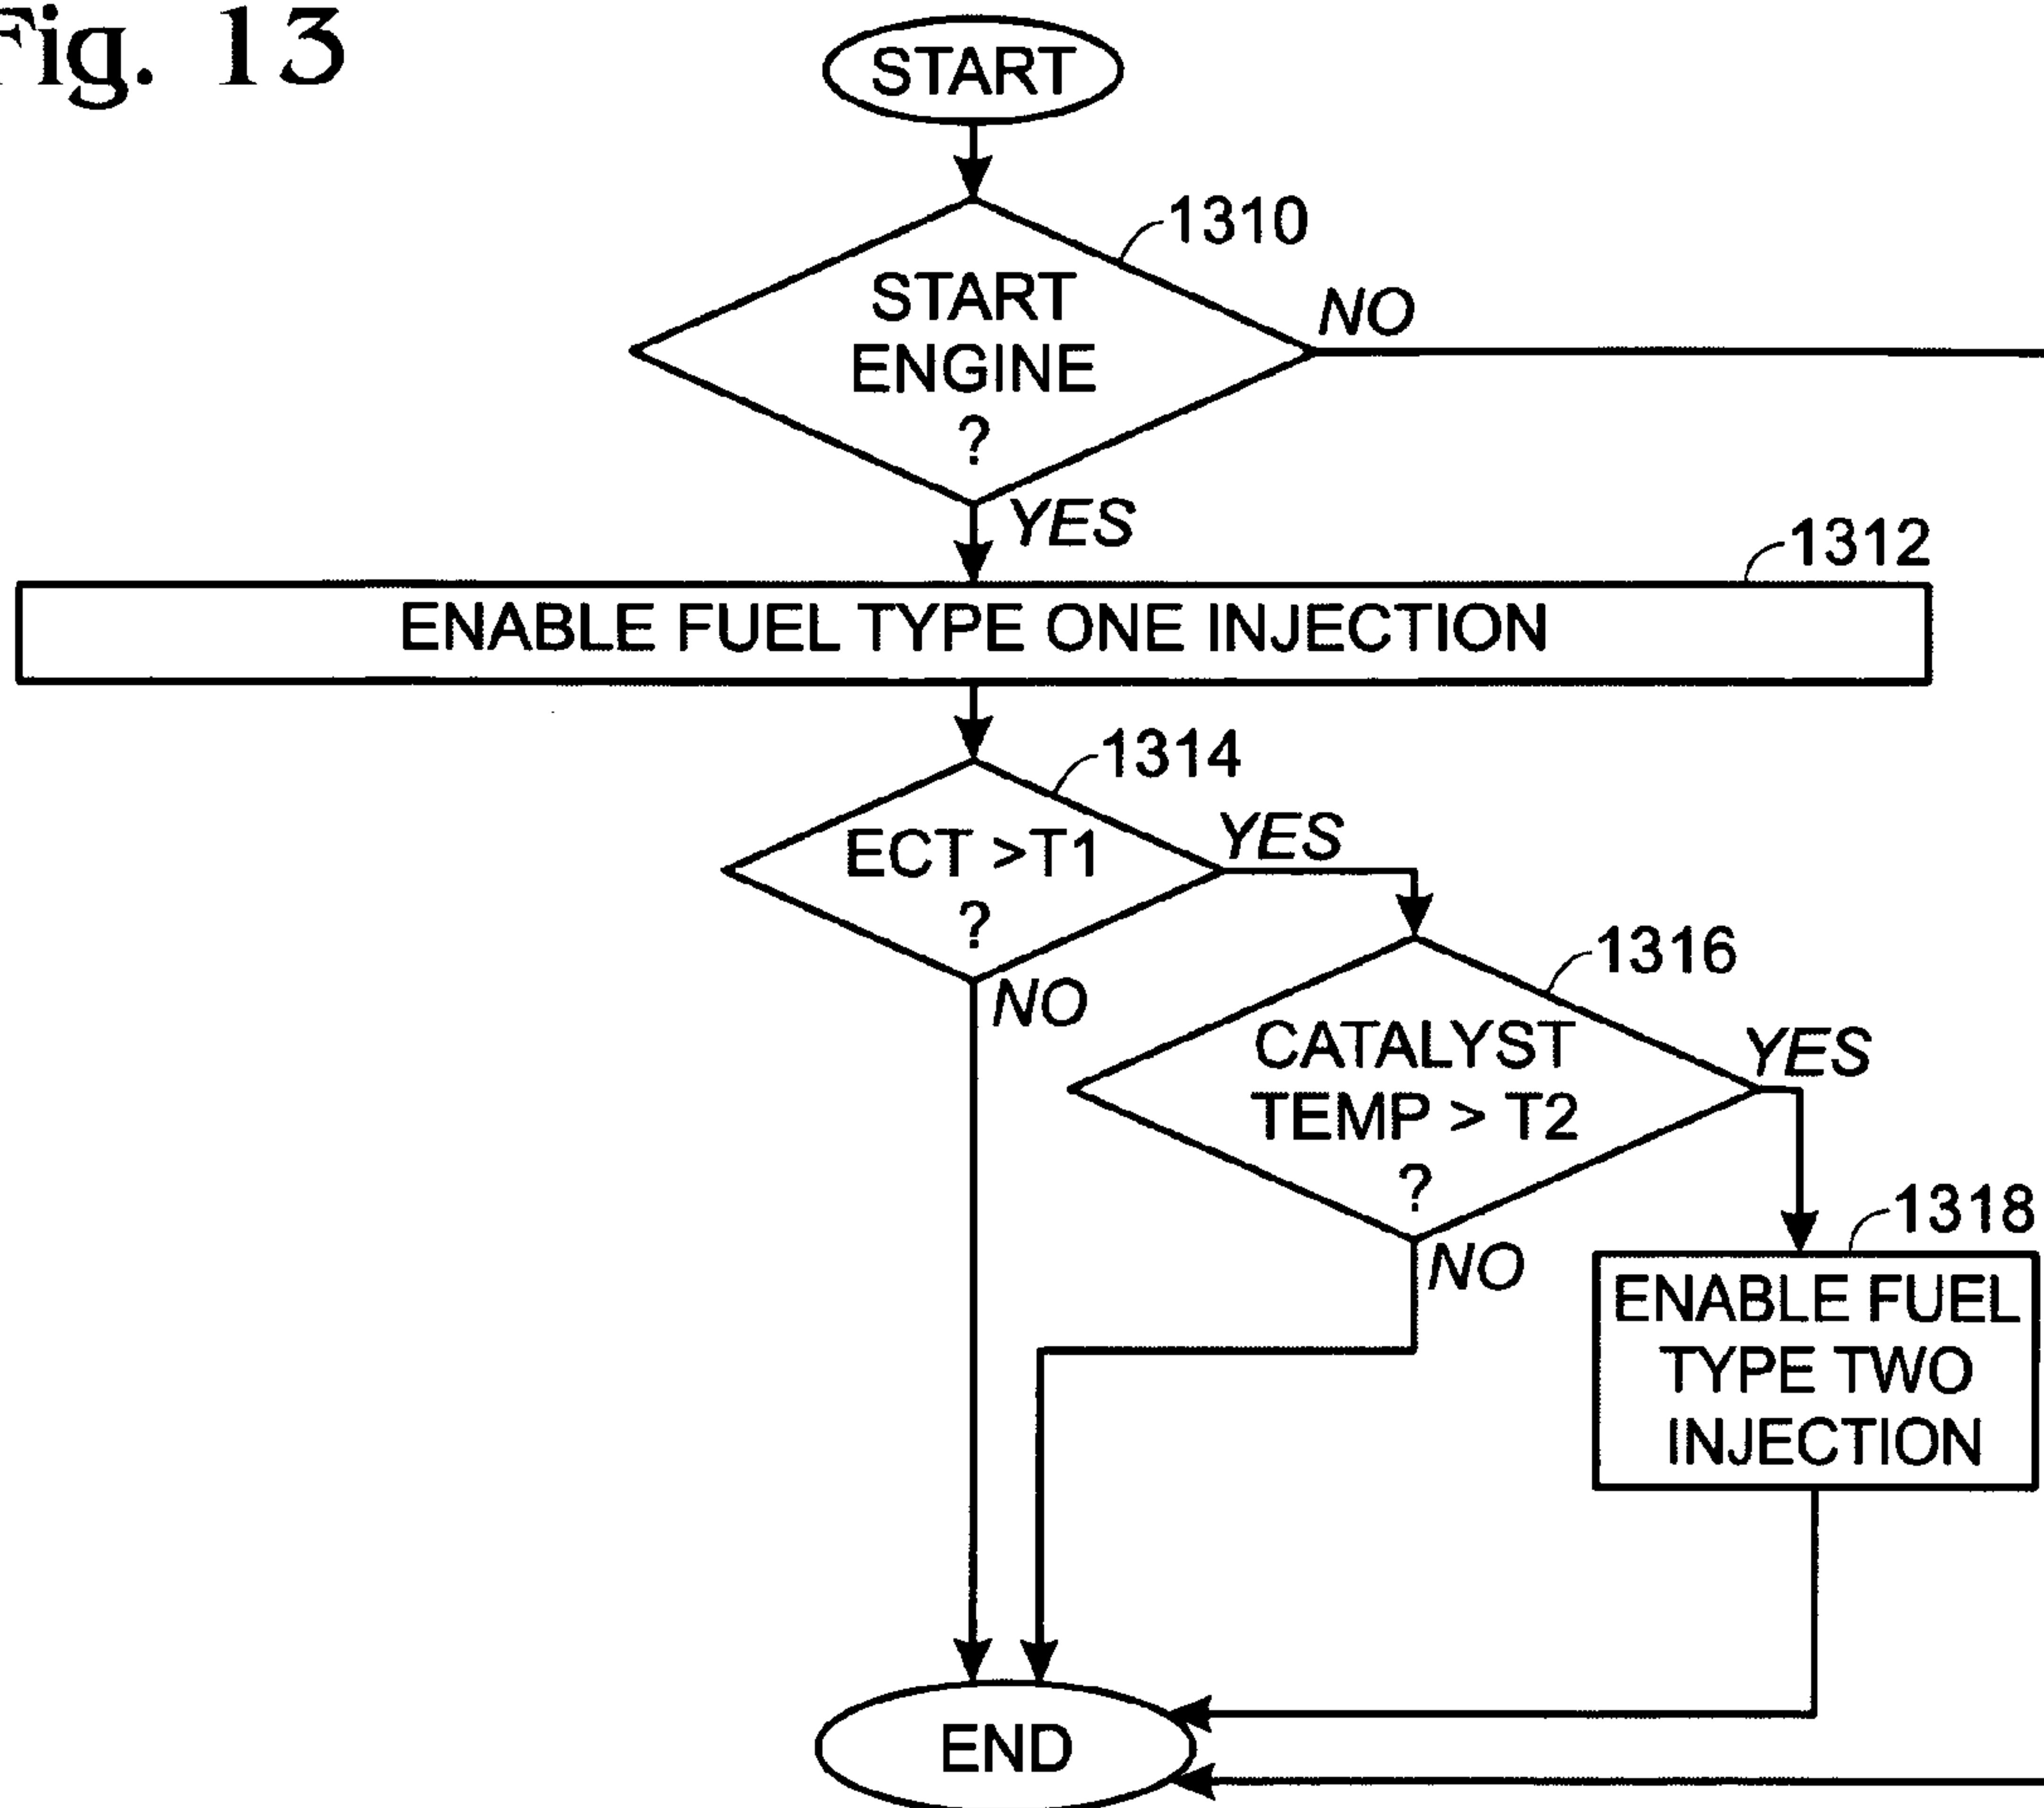 Fig. 13
START
1310
START
ENGINE
?
NO
YES
1312
ENABLE FUEL TYPE ONE INJECTION
1314
ECT >T1
?
YES
NO
1316
CATALYST
TEMP > T2
?
YES
NO
1318
ENABLE FUEL
TYPE TWO
INJECTION
END